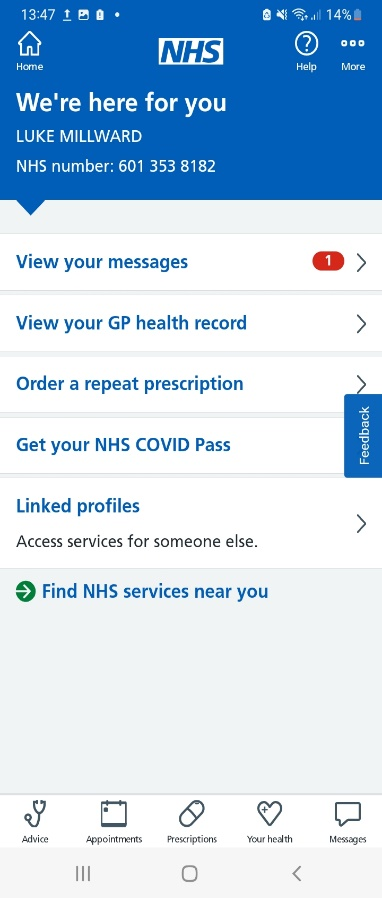 13:47
14%
NHS
Home
Help
More
We're here for you
LUKE MILLWARD
NHS number: 601 353 8182
View your messages
1
View your GP health record
Order a repeat prescription
Feedback
Get your NHS COVID Pass
Linked profiles
Access services for someone else.
Find NHS services near you
Advice
Appointments
Prescriptions
Your health
Messages